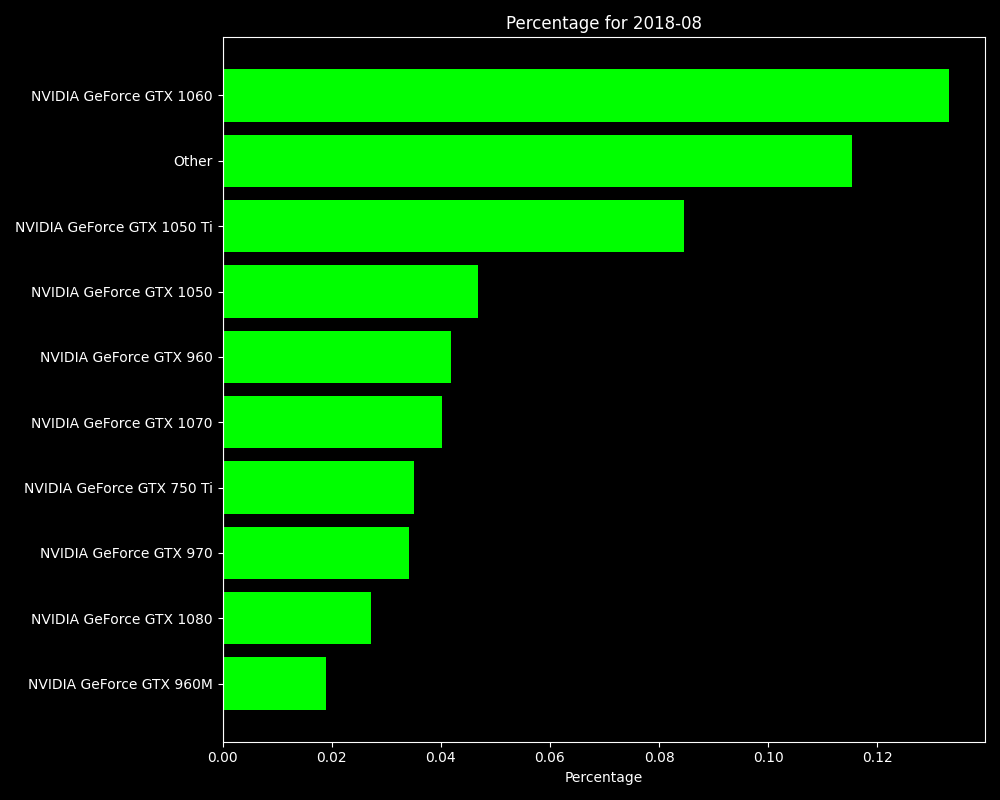 Percentage for 2018-08
NVIDIA GeForce GTX 1060
Other
NVIDIA GeForce GTX 1050 Ti
NVIDIA GeForce GTX 1050
NVIDIA GeForce GTX 960
NVIDIA GeForce GTX 1070
NVIDIA GeForce GTX 750 Ti
NVIDIA GeForce GTX 970
NVIDIA GeForce GTX 1080
NVIDIA GeForce GTX 960M
0.00 0.02 0.04 0.06 0.08 0.10 0.12
Percentage